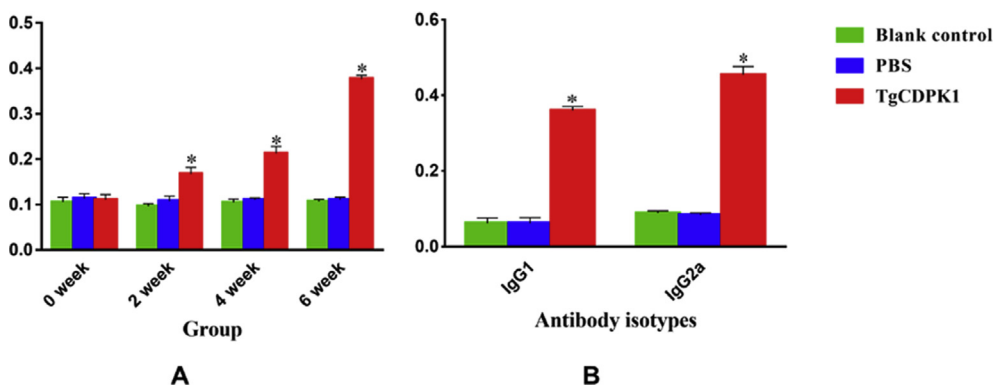 0.5
0.4
0.3
0.2
0.1
0.0
*
*
*
0 week
2 week
4 week
6 week
Group
A
0.6
0.4
0.2
0.0
*
*
IgG1
IgG2a
Antibody isotypes
B
Blank control
PBS
TgCDPK1